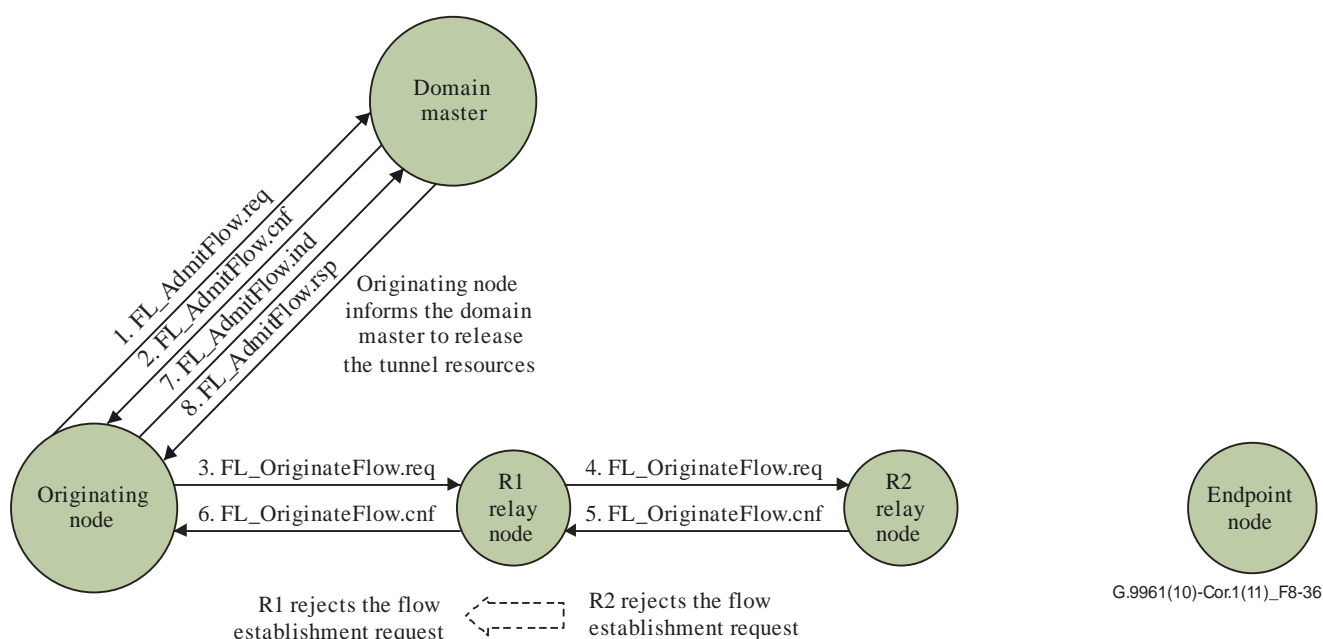 Domain
master
1. FL_AdmitFlow.req
2. FL_AdmitFlow.cnf
7. FL_AdmitFlow.ind
8. FL_AdmitFlow.rsp
Originating node
informs the domain
master to release
the tunnel resources
Originating
node
3. FL_OriginateFlow.req
6. FL_OriginateFlow.cnf
R1
relay
node
4. FL_OriginateFlow.req
5. FL_OriginateFlow.cnf
R2
relay
node
Endpoint
node
G.9961(10)-Cor.1(11)_F8-36
R1 rejects the flow
establishment request
R2 rejects the flow
establishment request